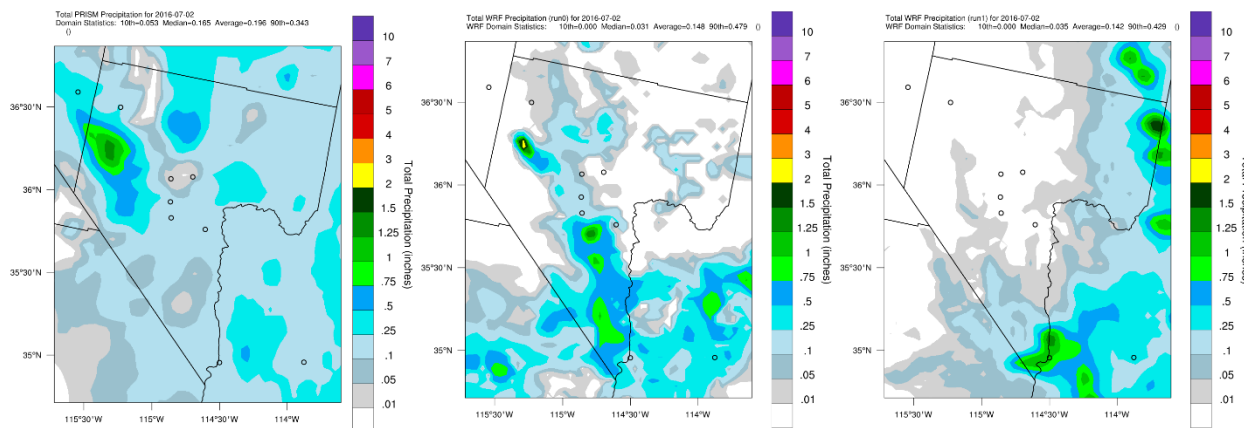 Total PRISM Precipitation for 2016-07-02
Domain Statistics: 10th=0.053 Median=0.165 Average=0.196 90th=0.343
()
36°30'N
36°N
35°30'N
35°N
115°30'W 115°W 114°30'W 114°W
10
7
6
5
4
3
2
1.5
1.25
.75
.5
.25
.1
.05
.01
Total Precipitation (inches)
Total WRF Precipitation (run0) for 2016-07-02
WRF Domain Statistics: 10th=0.000 Median=0.031 Average=0.148 90th=0.479 ()
36°30'N
36°N
35°30'N
35°N
115°30'W 115°W 114°30'W 114°W
10
7
6
5
4
3
2
1.5
1.25
.75
.5
.25
.1
.05
.01
Total Precipitation (inches)
Total WRF Precipitation (run1) for 2016-07-02
WRF Domain Statistics: 10th=0.000 Median=0.035 Average=0.142 90th=0.429 ()
36°30'N
36°N
35°30'N
35°N
115°30'W 115°W 114°30'W 114°W
10
7
6
5
4
3
2
1.5
1.25
.75
.5
.25
.1
.05
.01